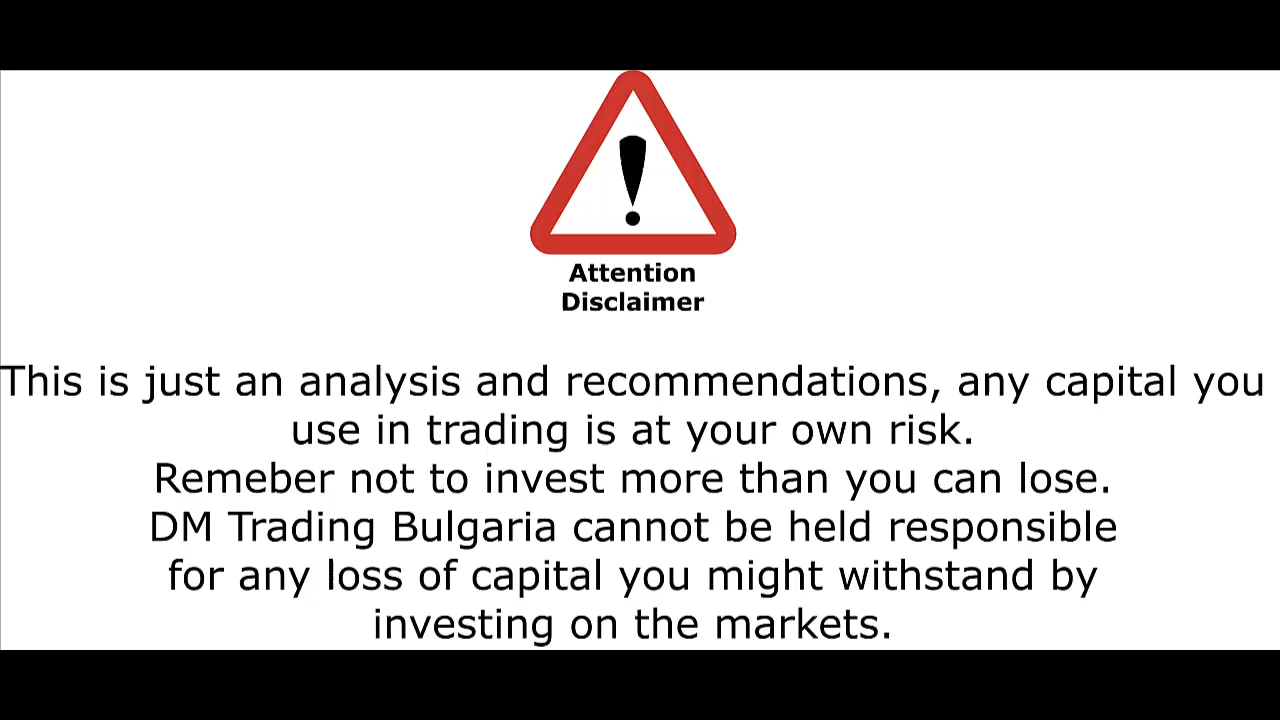 Attention
Disclaimer
This is just an analysis and recommendations, any capital you
use in trading is at your own risk.
Remeber not to invest more than you can lose.
DM Trading Bulgaria cannot be held responsible
for any loss of capital you might withstand by
investing on the markets.